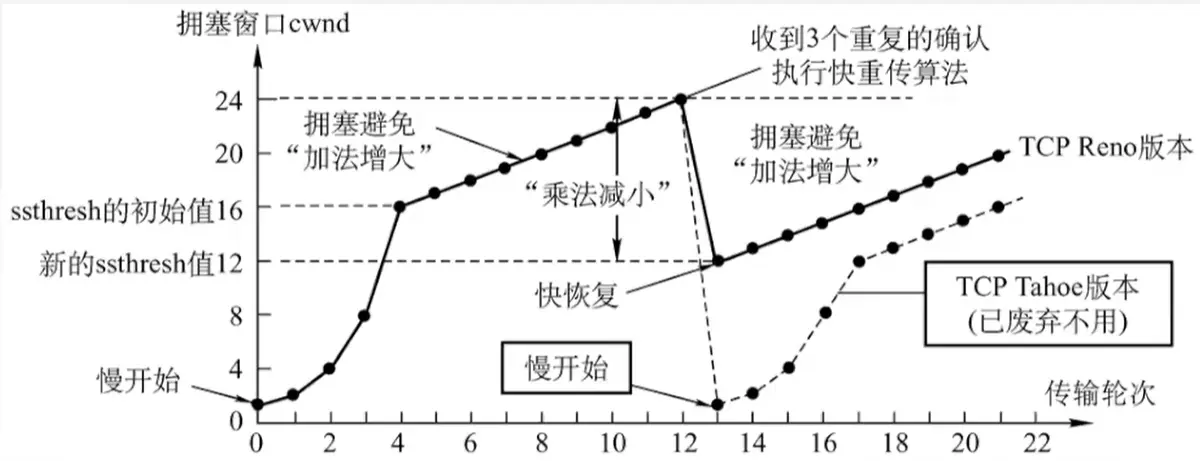 拥塞窗口cwnd
收到3个重复的确认
执行快重传算法
24
拥塞避免
“加法增大”
拥塞避免
“加法增大”
20
TCP Reno版本
“乘法减小”
ssthresh的初始值16
新的ssthresh值12
快恢复
TCP Tahoe版本
(已废弃不用)
8
慢开始
4
慢开始
传输轮次
0
0 2 4 6 8 10 12 14 16 18 20 22